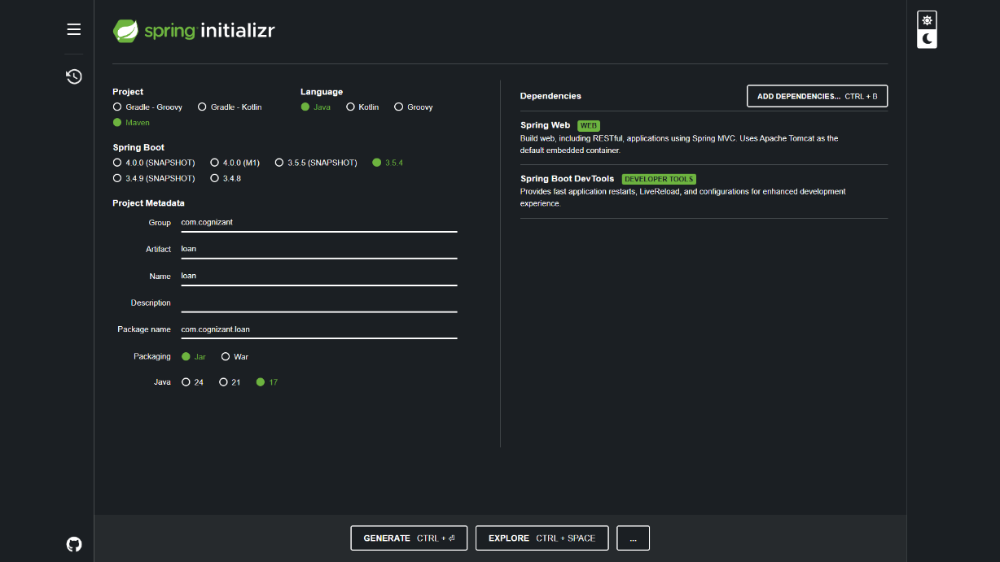 spring initializr
Project
Gradle - Groovy Gradle - Kotlin
Maven
Language
Java Kotlin Groovy
Spring Boot
4.0.0 (SNAPSHOT) 4.0.0 (M1) 3.5.5 (SNAPSHOT) 3.5.4
3.4.9 (SNAPSHOT) 3.4.8
Project Metadata
Group com.cognizant
Artifact loan
Name loan
Description
Package name com.cognizant.loan
Packaging Jar War
Java 24 21 17
Dependencies ADD DEPENDENCIES... CTRL + B
Spring Web WEB
Build web, including RESTful, applications using Spring MVC. Uses Apache Tomcat as the
default embedded container.
Spring Boot DevTools DEVELOPER TOOLS
Provides fast application restarts, LiveReload, and configurations for enhanced development
experience.
GENERATE CTRL + ⏎ EXPLORE CTRL + SPACE ...